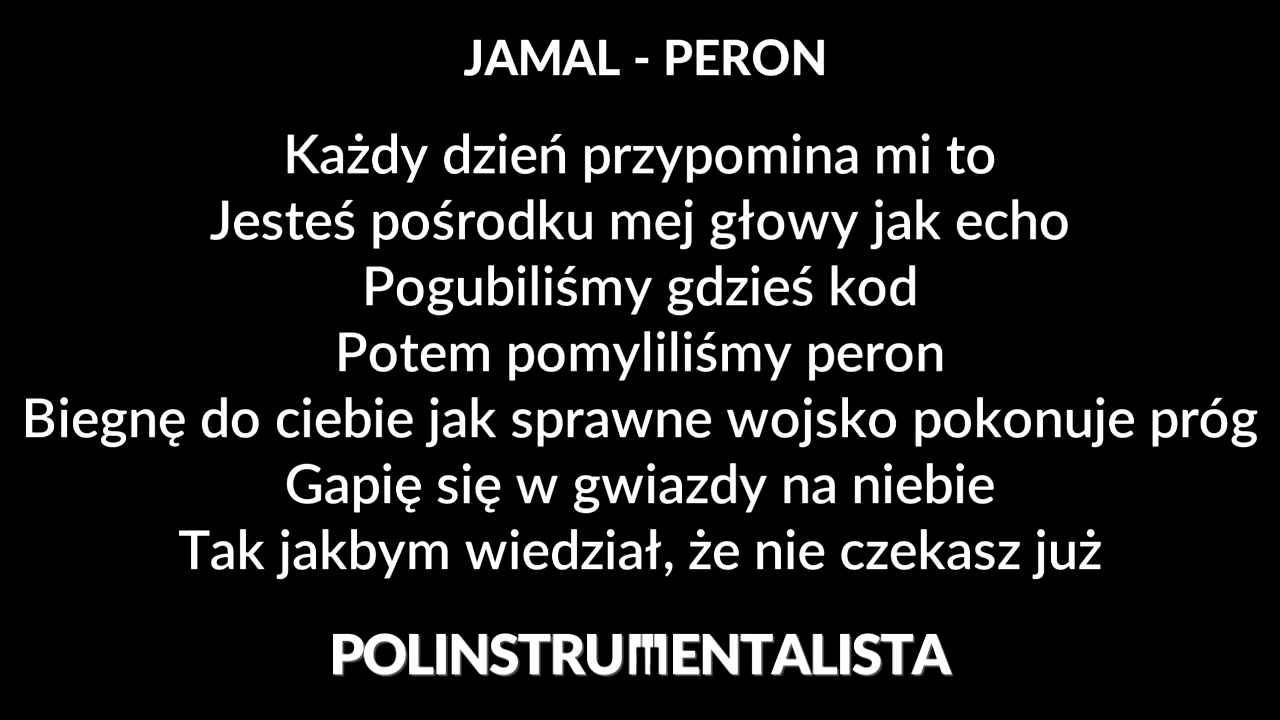 JAMAL - PERON
Każdy dzień przypomina mi to
Jesteś pośrodku mej głowy jak echo
Pogubiliśmy gdzieś kod
Potem pomyliliśmy peron
Biegnę do ciebie jak sprawne wojsko pokonuje próg
Gapię się w gwiazdy na niebie
Tak jakbym wiedział, że nie czekasz już
POLINSTRUMENTALISTA